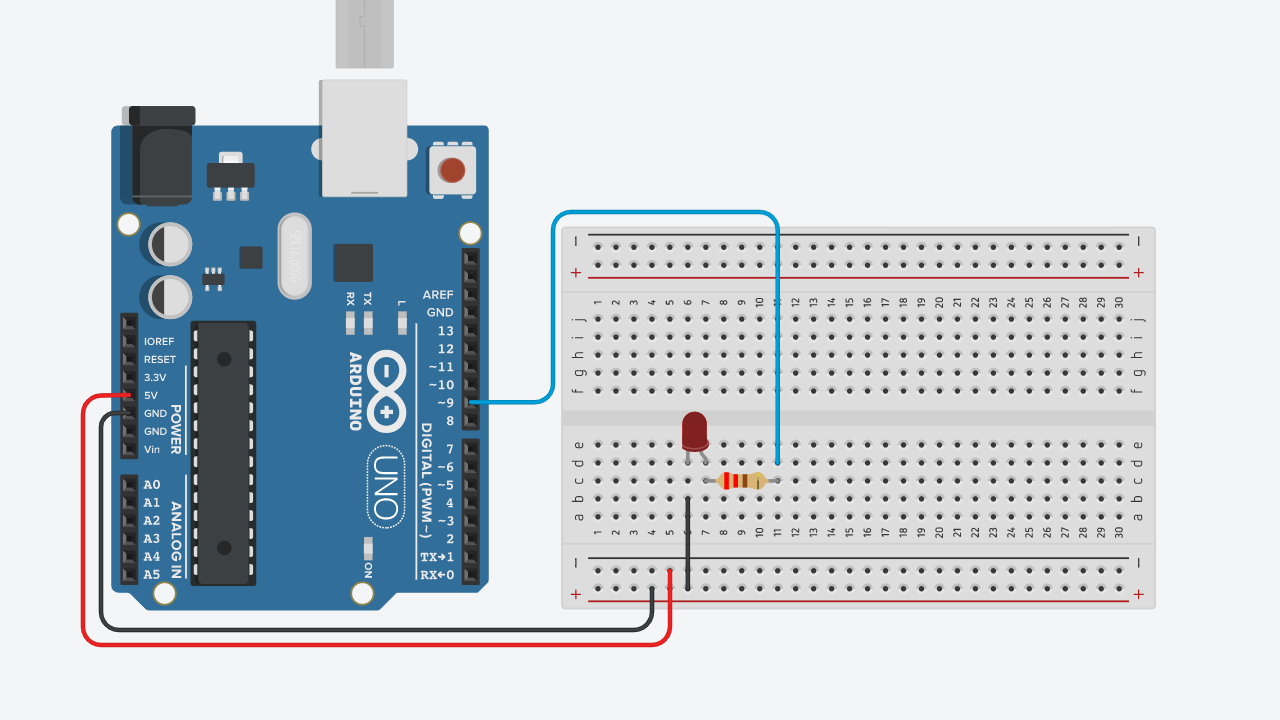 RX TX L
AREF
GND
13
12
~11
~10
~9
8
7
~6
~5
4
~3
2
TX→1
RX←0
DIGITAL (PWM~)
IOREF
RESET
3.3V
5V
GND
GND
Vin
POWER
A0
A1
A2
A3
A4
A5
ANALOG IN
ARDUINO
UNO
ON
− −
+ +
1 2 3 4 5 6 7 8 9 10 11 12 13 14 15 16 17 18 19 20 21 22 23 24 25 26 27 28 29 30
j j
i i
h h
g g
f f
e e
d d
c c
b b
a a
1 2 3 4 5 6 7 8 9 10 11 12 13 14 15 16 17 18 19 20 21 22 23 24 25 26 27 28 29 30
− −
+ +